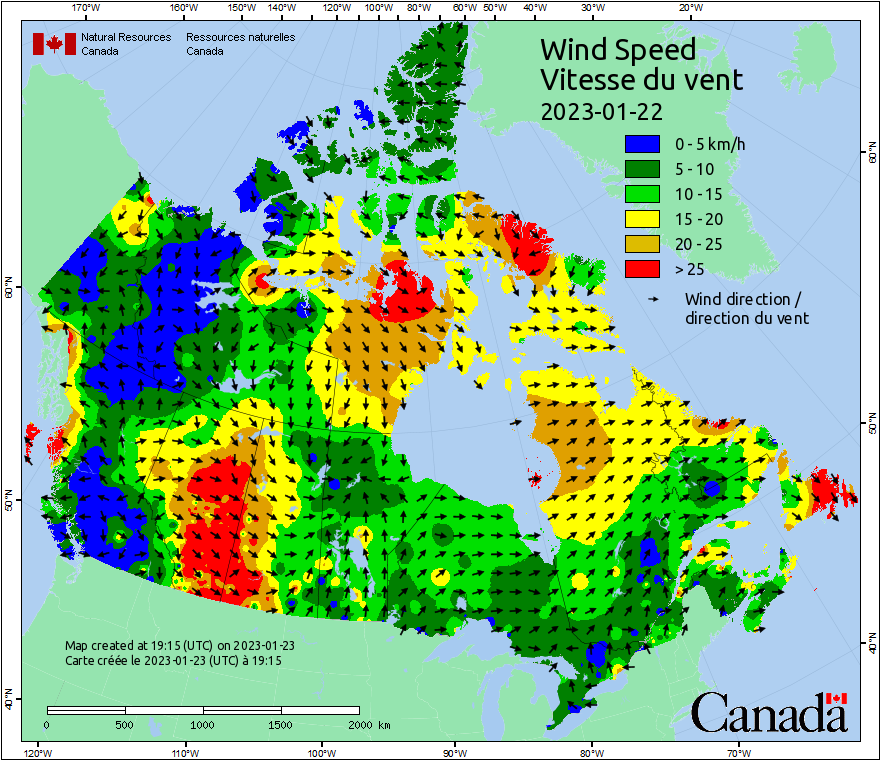 170°W 160°W 150°W 140°W 120°W 100°W 80°W 60°W 50°W 40°W 30°W 20°W
Natural Resources Ressources naturelles
Canada Canada
Wind Speed
Vitesse du vent
2023-01-22
0 - 5 km/h
5 - 10
10 - 15
15 - 20
20 - 25
> 25
Wind direction /
direction du vent
60°N
60°N
50°N
50°N
40°N
40°N
Map created at 19:15 (UTC) on 2023-01-23
Carte créée le 2023-01-23 (UTC) à 19:15
0 500 1000 1500 2000 km
Canada
120°W 110°W 100°W 90°W 80°W 70°W